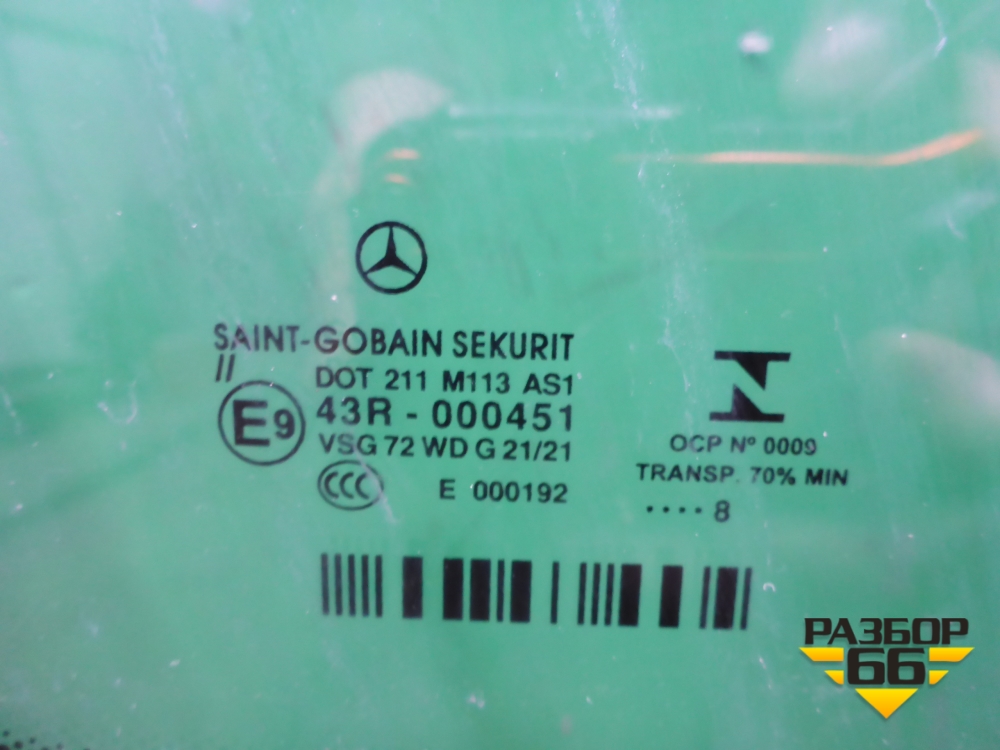 SAINT-GOBAIN SEKURIT
//
DOT 211 M113 AS1
E9
43R - 000451
VSG 72 WD G 21/21
CCC
E 000192
N
OCP Nº 0009
TRANSP. 70% MIN
.... 8
РАЗБОР
66